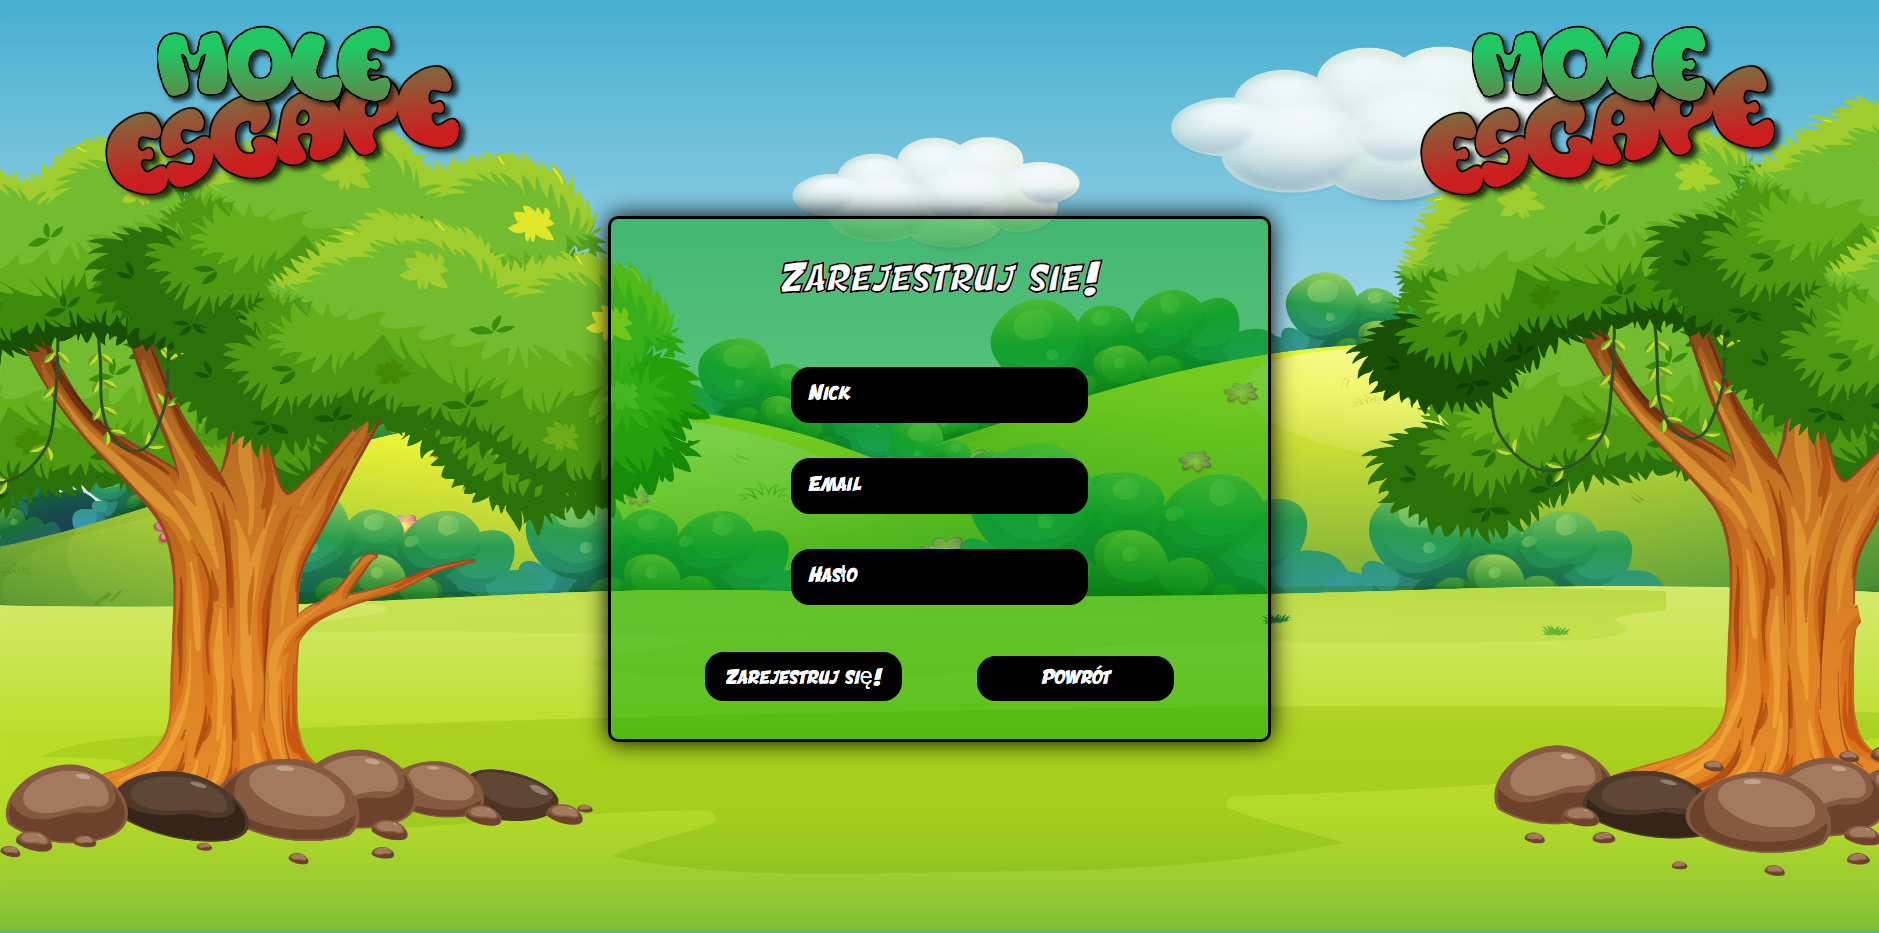 MOLE
ESCAPE
MOLE
ESCAPE
ZAREJESTRUJ SIE!
NICK
EMAIL
HASłO
ZAREJESTRUJ SIę!
POWRÓT